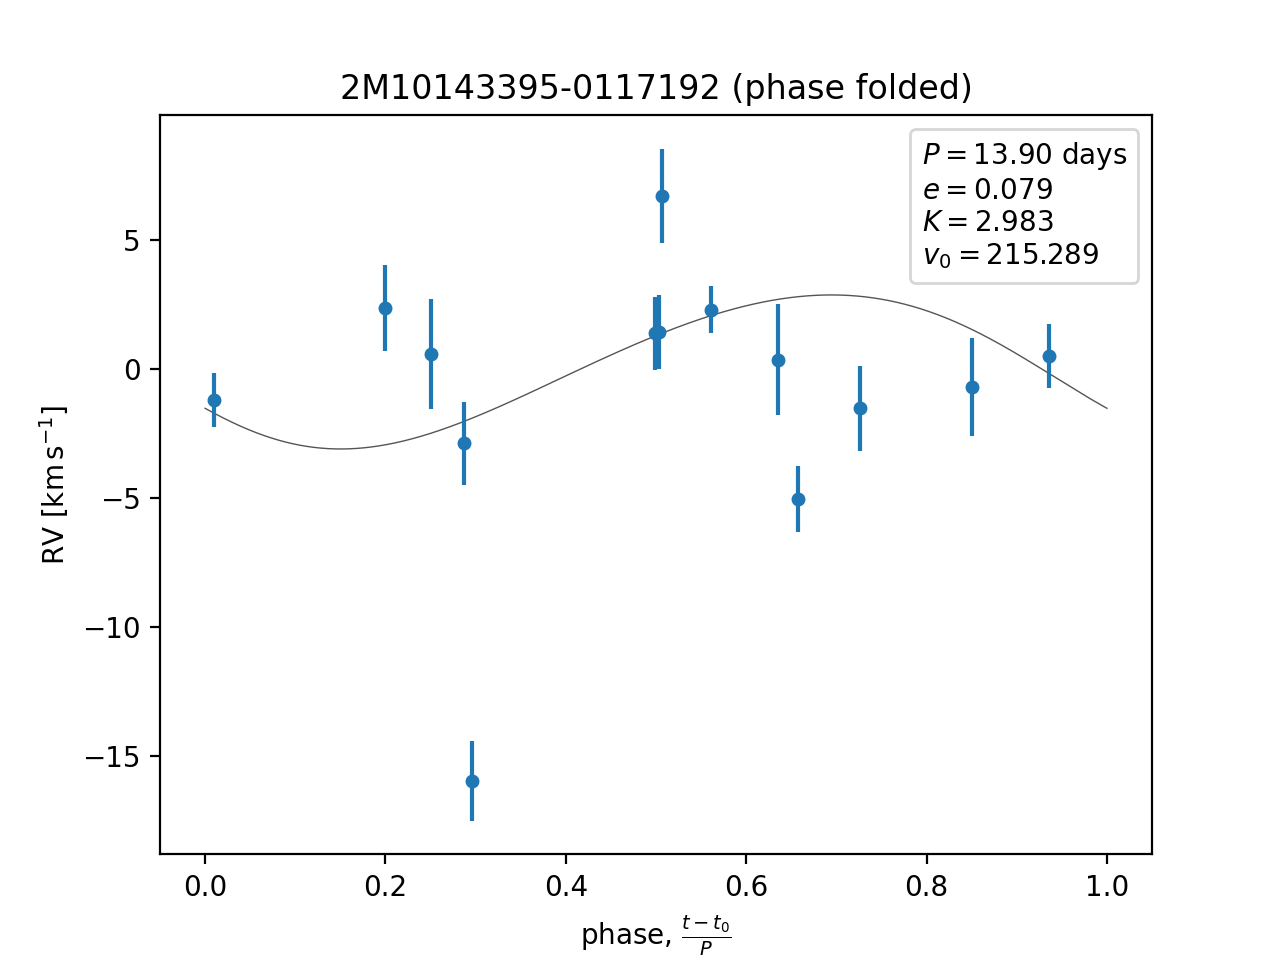 2M10143395-0117192 (phase folded)
P = 13.90 days
e = 0.079
K = 2.983
v₀ = 215.289
RV [km s⁻¹]
5
0
−5
−10
−15
0.0 0.2 0.4 0.6 0.8 1.0
phase, (t − t₀)/P